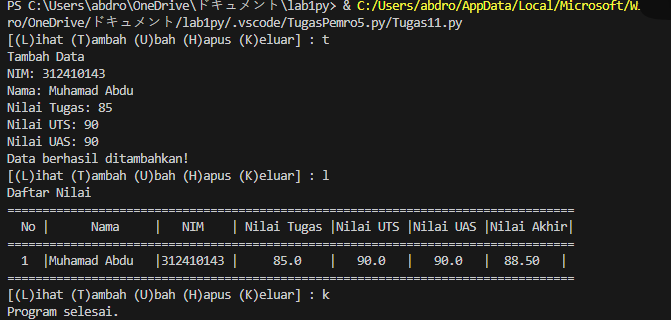 PS C:\Users\abdro\OneDrive\ドキュメント\lab1py> & C:/Users/abdro/AppData/Local/Microsoft/W
ro/OneDrive/ドキュメント/lab1py/.vscode/TugasPemro5.py/Tugas11.py
[(L)ihat (T)ambah (U)bah (H)apus (K)eluar] : t
Tambah Data
NIM: 312410143
Nama: Muhamad Abdu
Nilai Tugas: 85
Nilai UTS: 90
Nilai UAS: 90
Data berhasil ditambahkan!
[(L)ihat (T)ambah (U)bah (H)apus (K)eluar] : l
Daftar Nilai
================================================================================
No | Nama | NIM | Nilai Tugas |Nilai UTS |Nilai UAS |Nilai Akhir|
================================================================================
1 |Muhamad Abdu |312410143 | 85.0 | 90.0 | 90.0 | 88.50 |
================================================================================
[(L)ihat (T)ambah (U)bah (H)apus (K)eluar] : k
Program selesai.